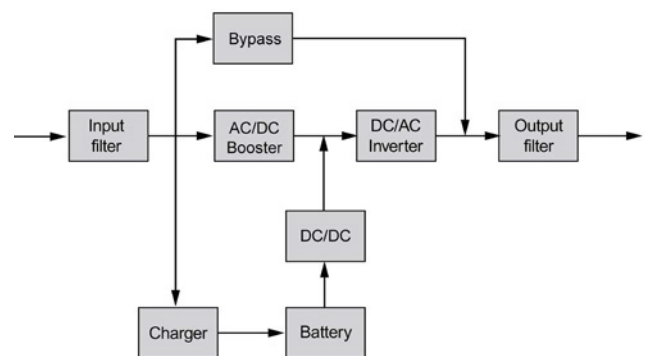 Bypass
Input
filter
AC/DC
Booster
DC/AC
Inverter
Output
filter
DC/DC
Charger
Battery